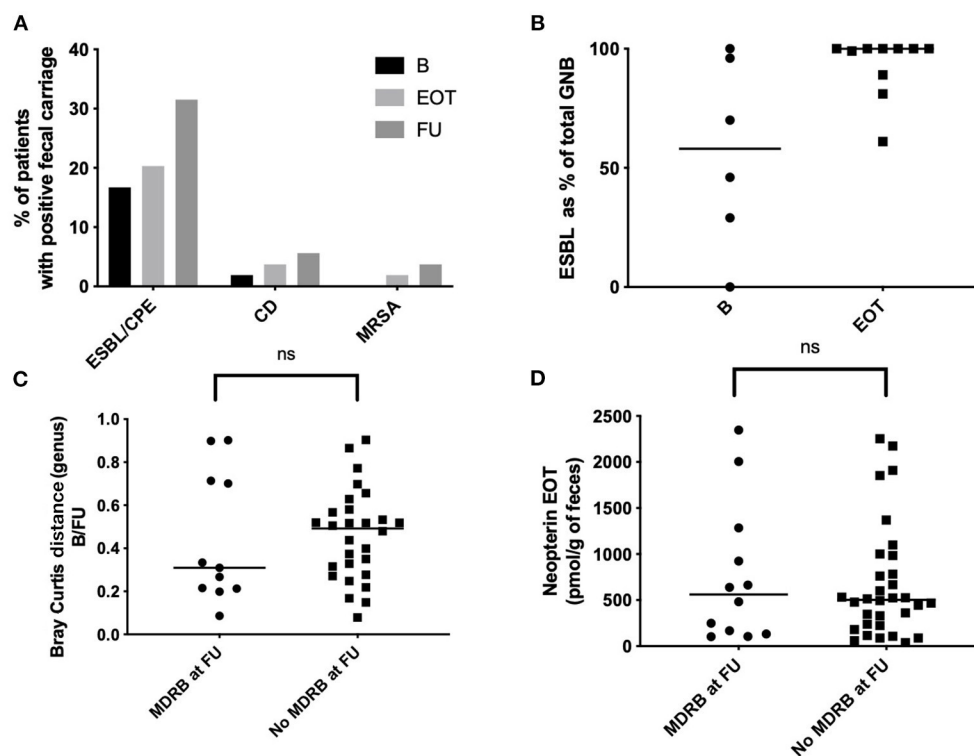 A
% of patients
with positive fecal carriage
40
30
20
10
0
B
EOT
FU
ESBL/CPE
CD
MRSA
B
ESBL as % of total GNB
100
50
0
B
EOT
C
ns
Bray Curtis distance (genus)
B/FU
1.0
0.8
0.6
0.4
0.2
0.0
MDRB at FU
No MDRB at FU
D
ns
Neopterin EOT
(pmol/g of feces)
2500
2000
1500
1000
500
0
MDRB at FU
No MDRB at FU